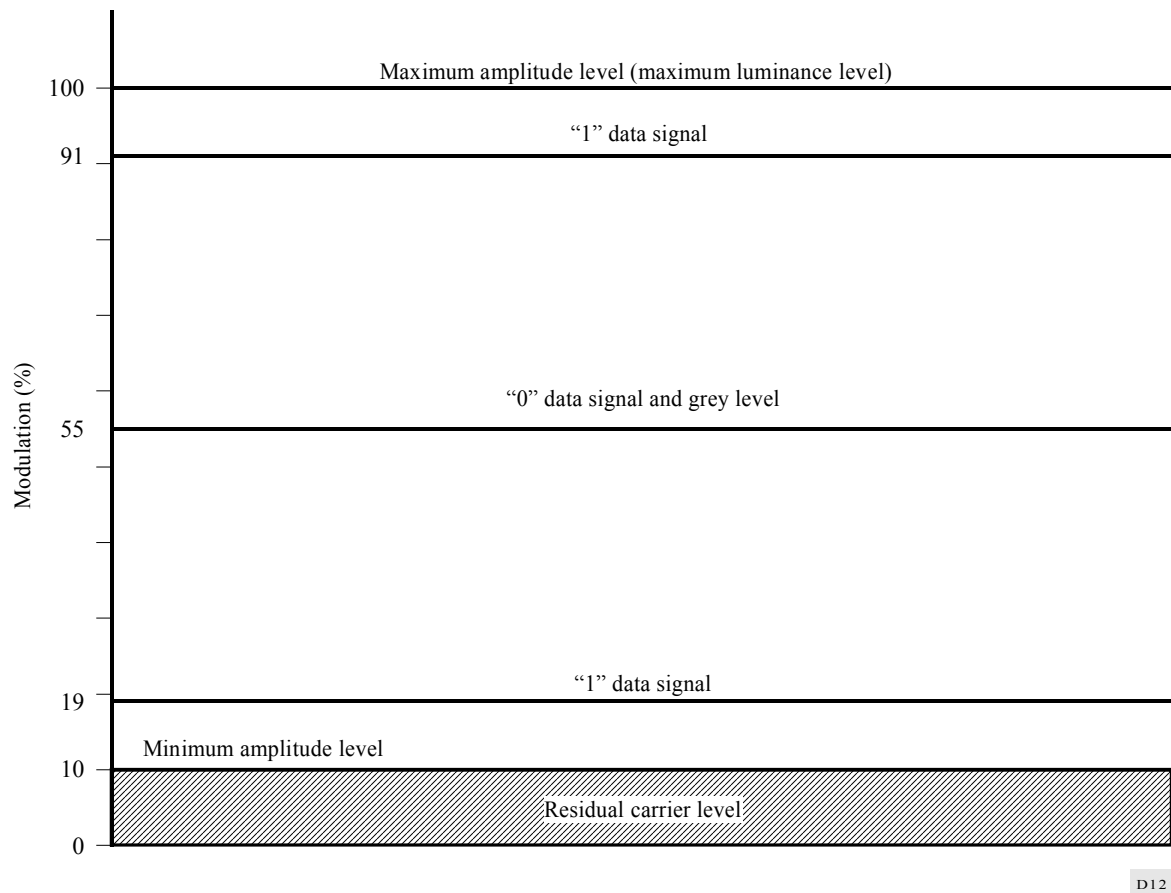 Maximum amplitude level (maximum luminance level)
100
“1” data signal
91
“0” data signal and grey level
55
Modulation (%)
“1” data signal
19
Minimum amplitude level
10
Residual carrier level
0
D12